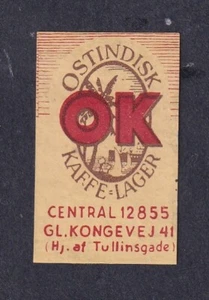 OSTINDISK
OK
KAFFE-LAGER
CENTRAL 12855
GL. KONGEVEJ 41
(Hj. af Tullinsgade)